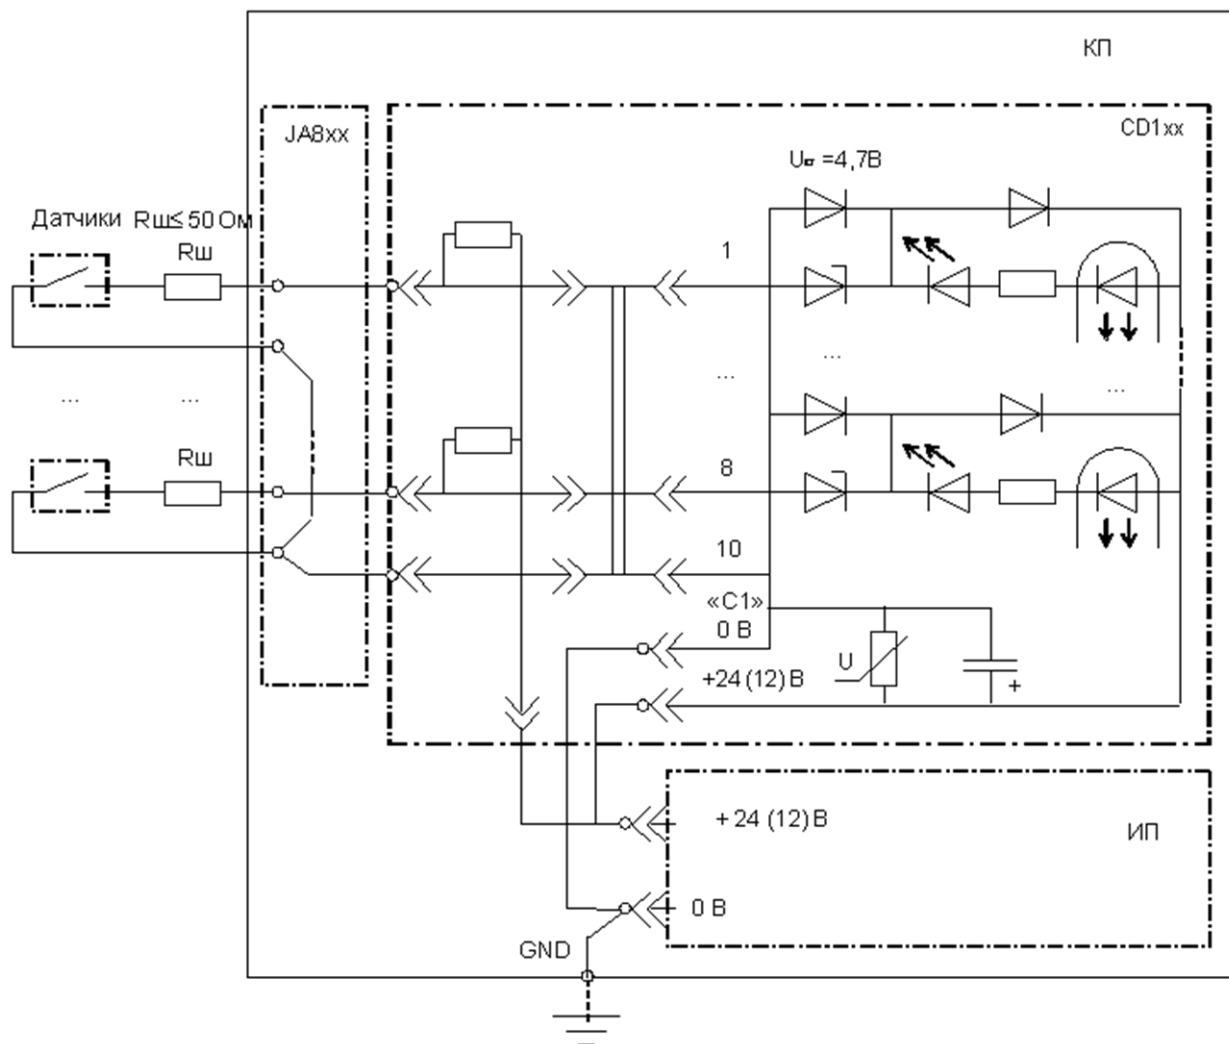 КП
JA8xx
CD1xx
Uст =4,7В
Датчики Rш≤ 50 Ом
Rш
1
...
...
...
...
...
Rш
8
10
«С1»
0 В
U
+24 (12) В
+
+ 24 (12) В
ИП
0 В
GND